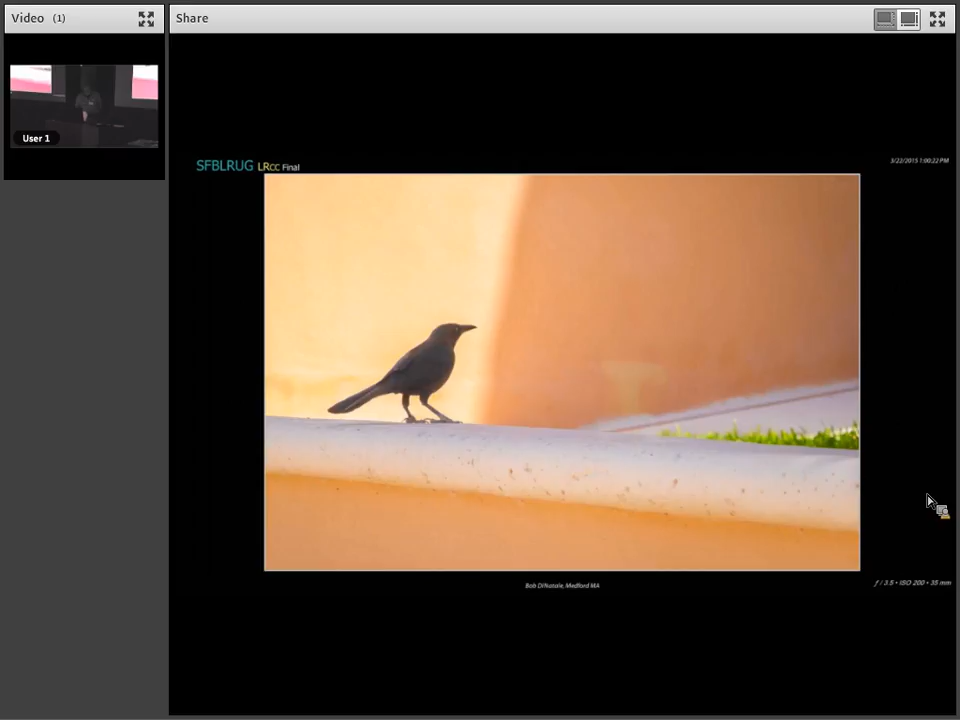 Video (1)
Share
User 1
SFBLRUG LRCC Final
3/22/2015 1:00:22 PM
Bob DiNatale, Medford MA
ƒ / 3.5 • ISO 200 • 35 mm